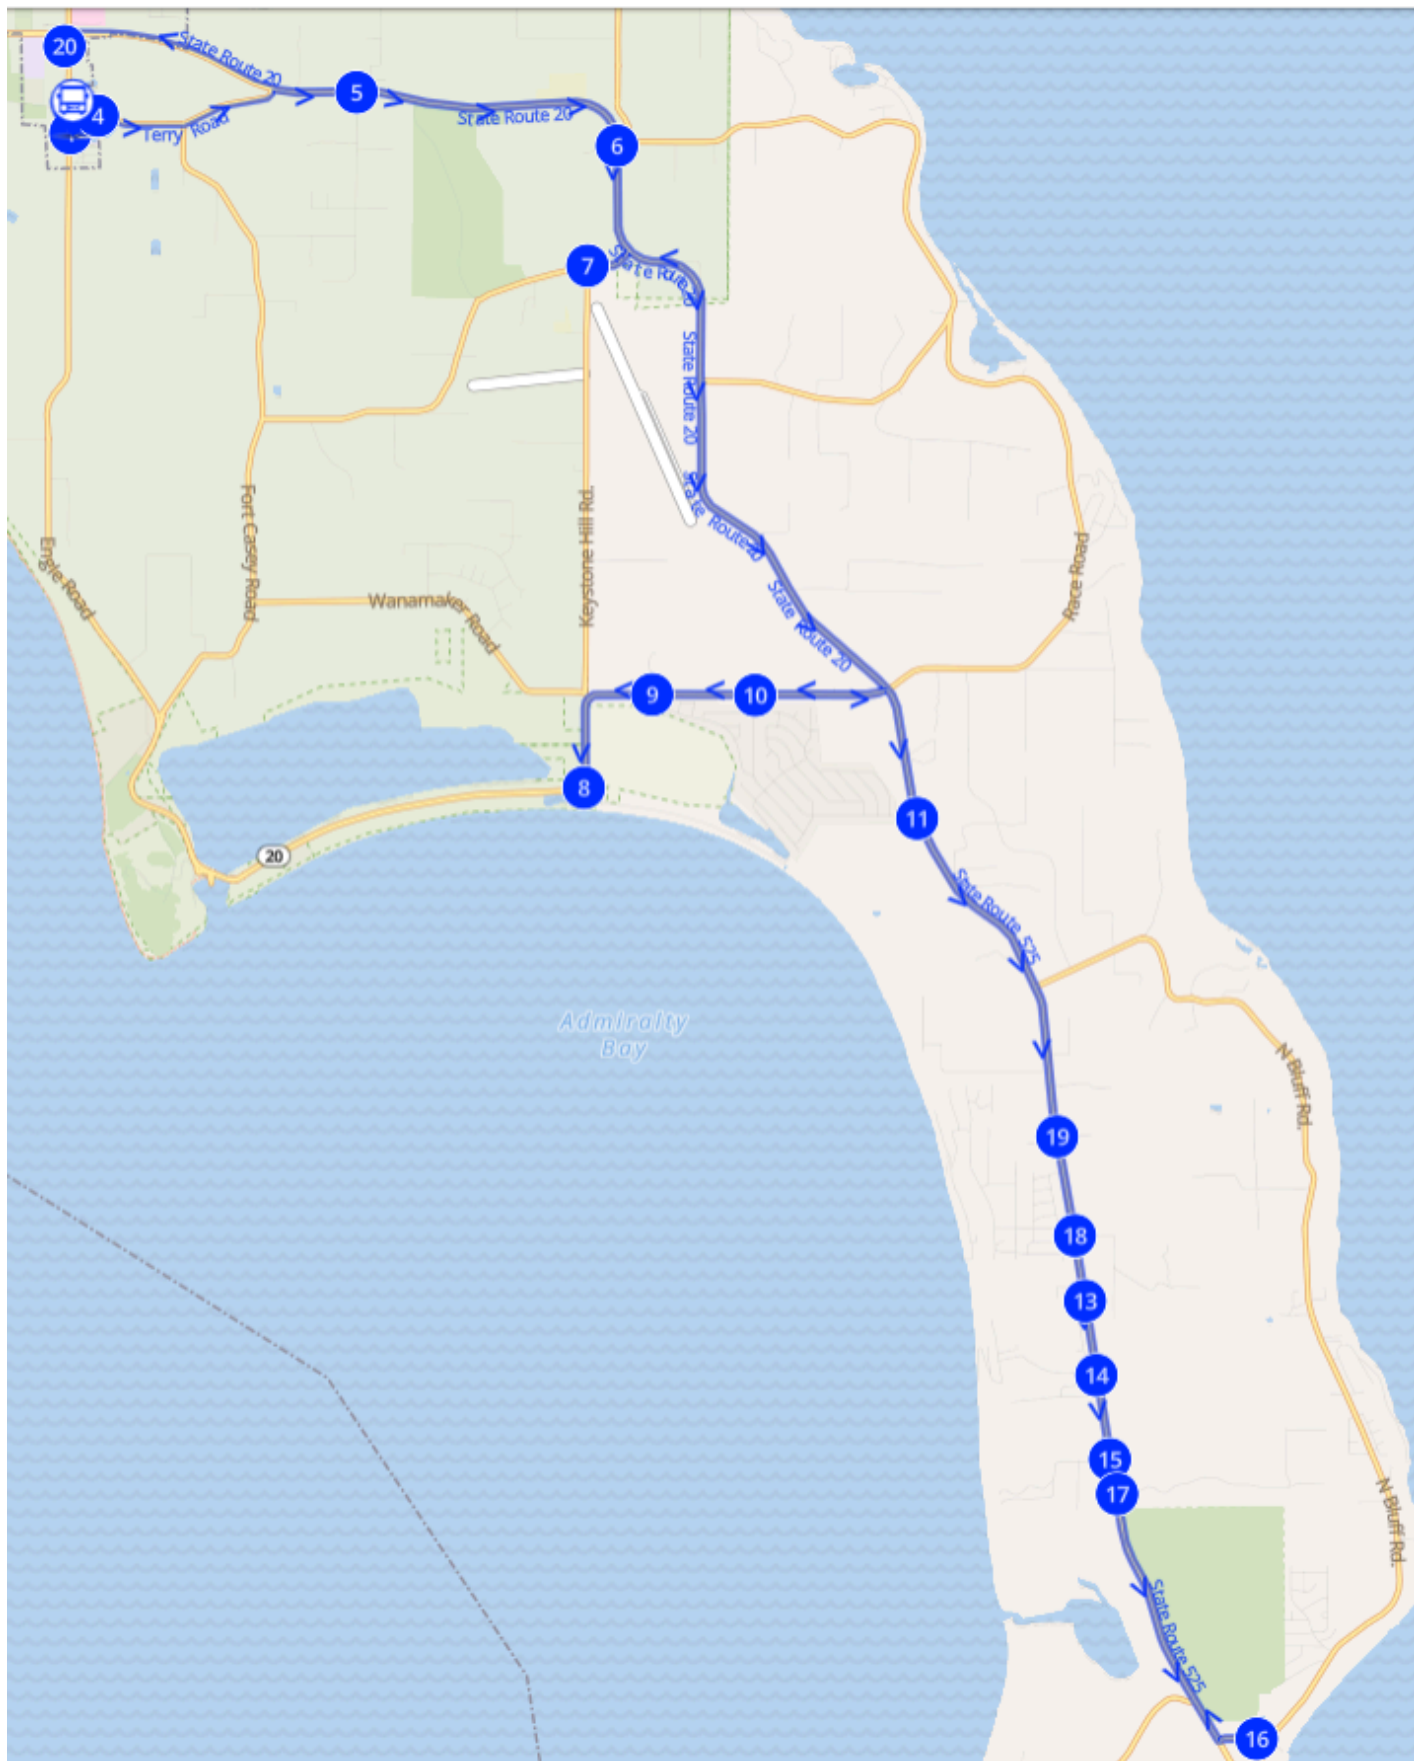 20
State Route 20
4
Terry Road
5
State Route 20
6
7
State Route 20
State Route 20
State Route 20
State Route 20
Engle Road
Fort Casey Road
Wanamaker Road
Keystone Hill Rd.
Race Road
9
10
8
11
20
State Route 525
Admiralty
Bay
N Bluff Rd.
19
18
13
14
15
17
N Bluff Rd.
State Route 525
16